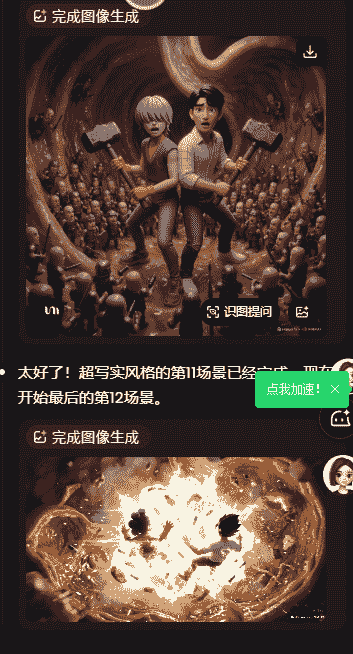 完成图像生成
识图提问
太好了！超写实风格的第11场景已经完成。现在
开始最后的第12场景。
点我加速！
完成图像生成